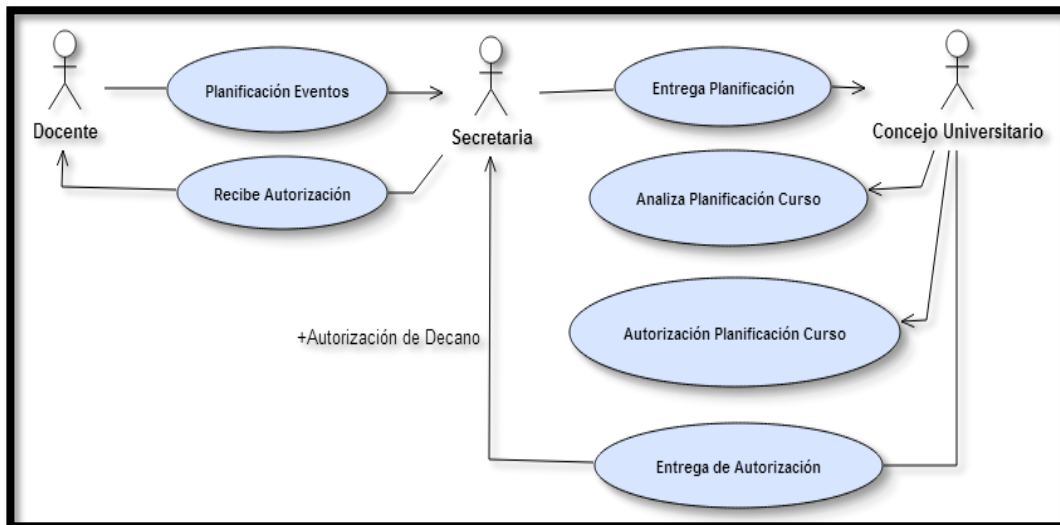 Planificación Eventos
Entrega Planificación
Docente
Secretaria
Concejo Universitario
Recibe Autorización
Analiza Planificación Curso
+Autorización de Decano
Autorización Planificación Curso
Entrega de Autorización